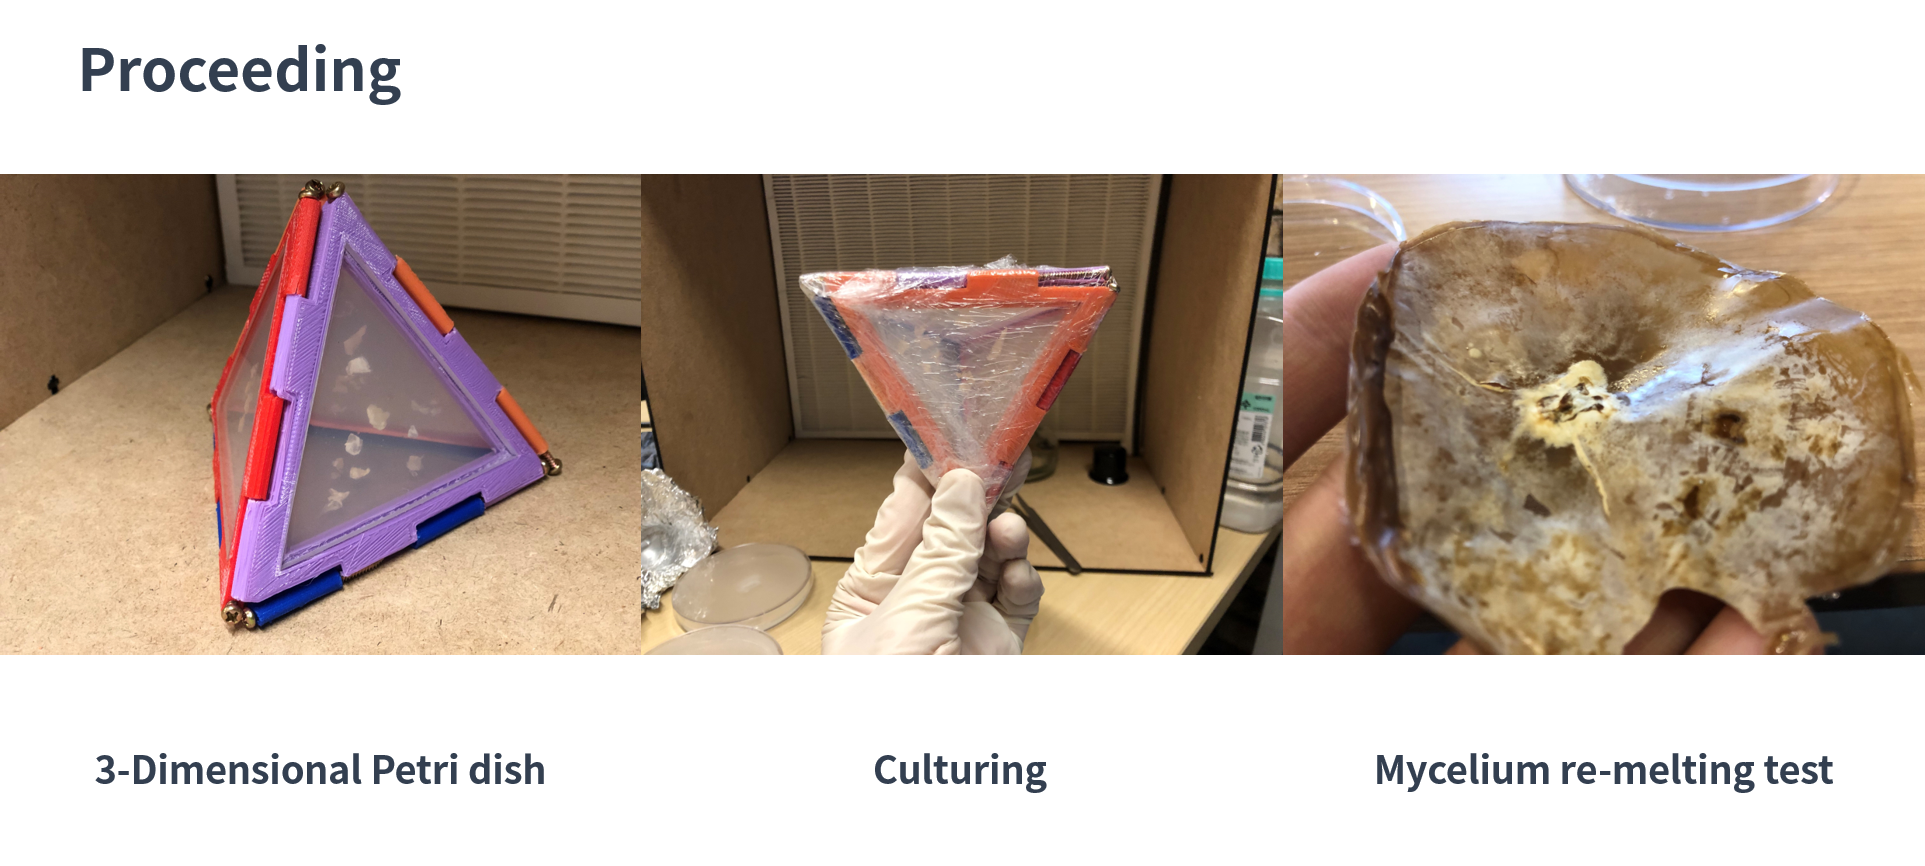 Proceeding
3-Dimensional Petri dish
Culturing
Mycelium re-melting test